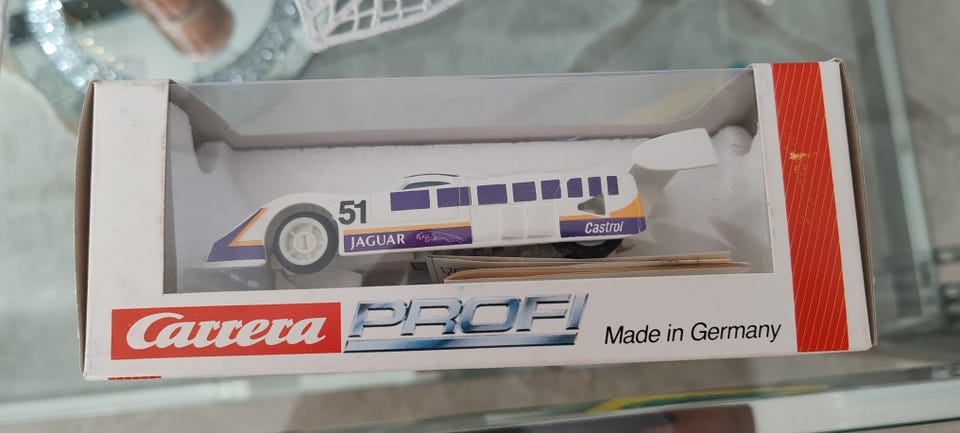 51
JAGUAR
Castrol
Carrera PROFI Made in Germany